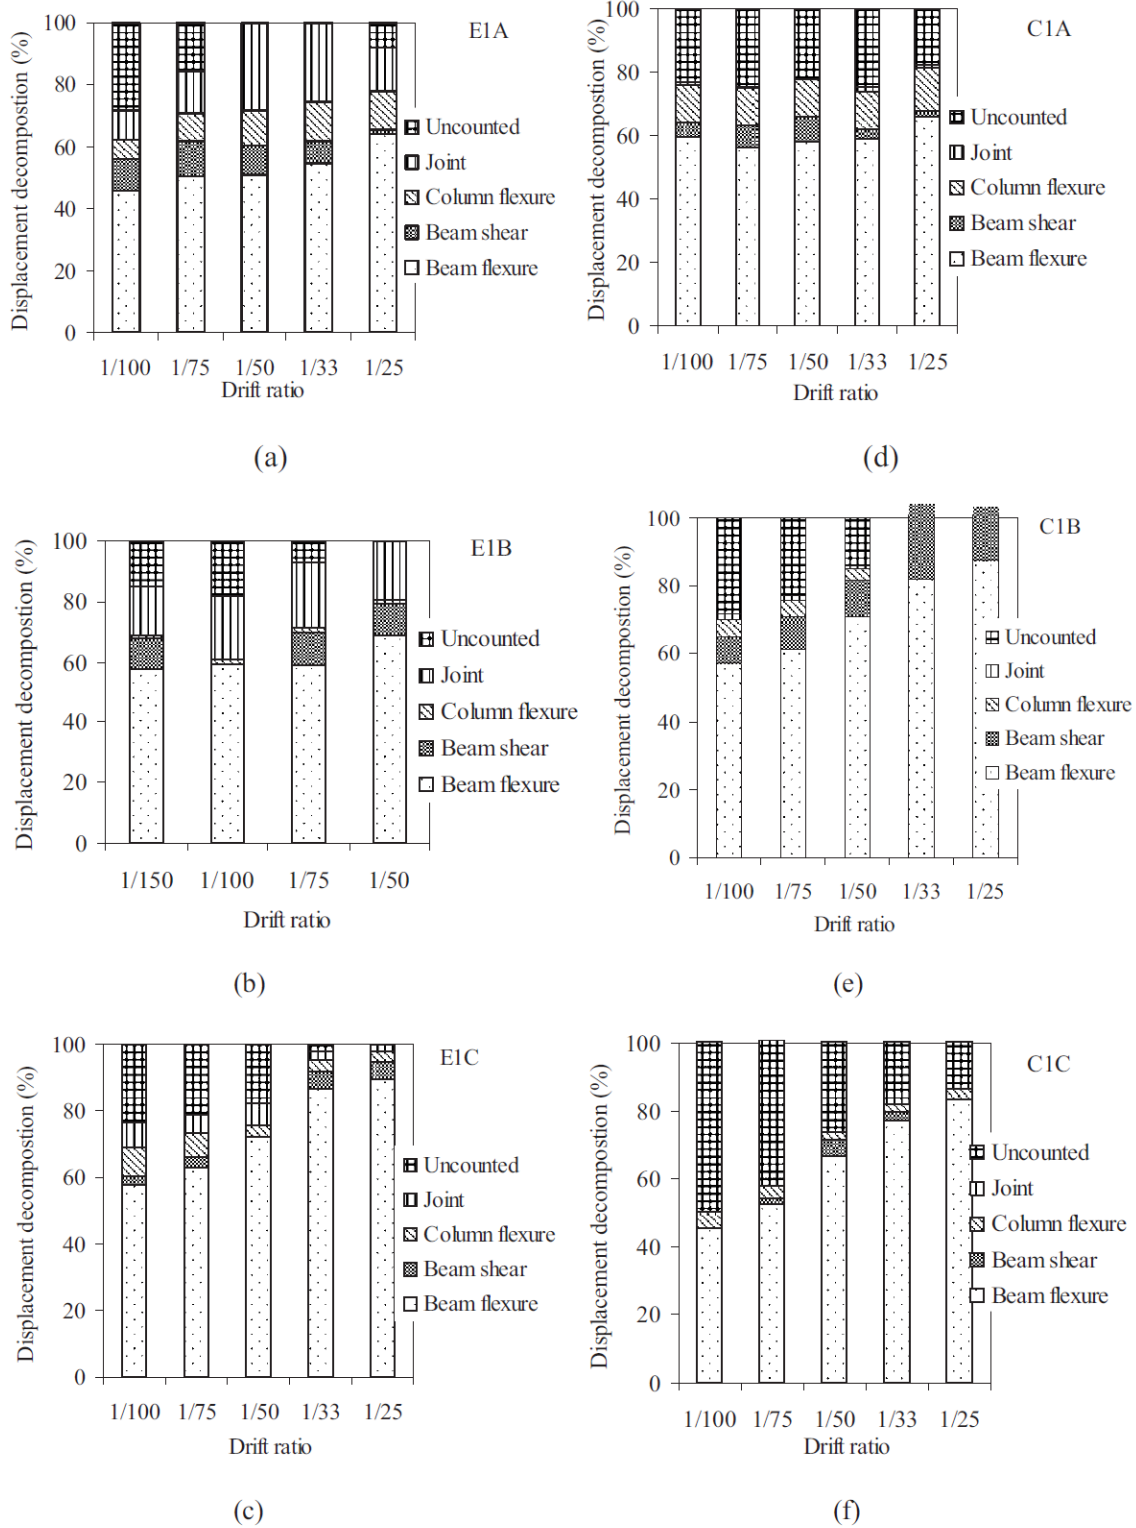 E1A
Displacement decompostion (%)
100
80
60
40
20
0
Uncounted
Joint
Column flexure
Beam shear
Beam flexure
1/100 1/75 1/50 1/33 1/25
Drift ratio
(a)
C1A
Displacement decompostion (%)
100
80
60
40
20
0
Uncounted
Joint
Column flexure
Beam shear
Beam flexure
1/100 1/75 1/50 1/33 1/25
Drift ratio
(d)
E1B
Displacement decompostion (%)
100
80
60
40
20
0
Uncounted
Joint
Column flexure
Beam shear
Beam flexure
1/150 1/100 1/75 1/50
Drift ratio
(b)
C1B
Displacement decompostion (%)
100
80
60
40
20
0
Uncounted
Joint
Column flexure
Beam shear
Beam flexure
1/100 1/75 1/50 1/33 1/25
Drift ratio
(e)
E1C
Displacement decompostion (%)
100
80
60
40
20
0
Uncounted
Joint
Column flexure
Beam shear
Beam flexure
1/100 1/75 1/50 1/33 1/25
Drift ratio
(c)
C1C
Displacement decompostion (%)
100
80
60
40
20
0
Uncounted
Joint
Column flexure
Beam shear
Beam flexure
1/100 1/75 1/50 1/33 1/25
Drift ratio
(f)